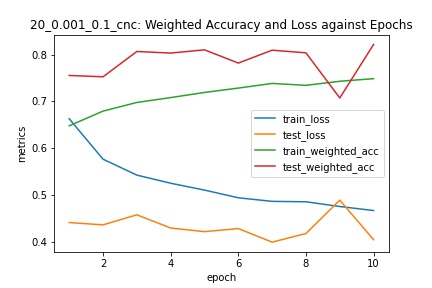 20_0.001_0.1_cnc: Weighted Accuracy and Loss against Epochs
0.8
0.7
0.6
0.5
0.4
metrics
train_loss
test_loss
train_weighted_acc
test_weighted_acc
2
4
6
8
10
epoch